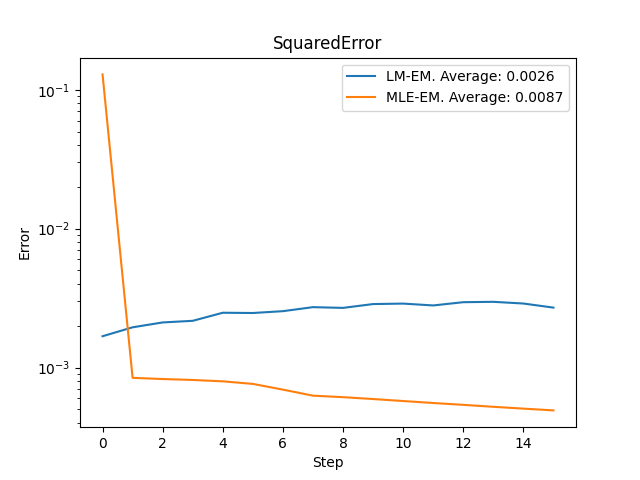 SquaredError
LM-EM. Average: 0.0026
MLE-EM. Average: 0.0087
10⁻¹
10⁻²
10⁻³
Error
0 2 4 6 8 10 12 14
Step